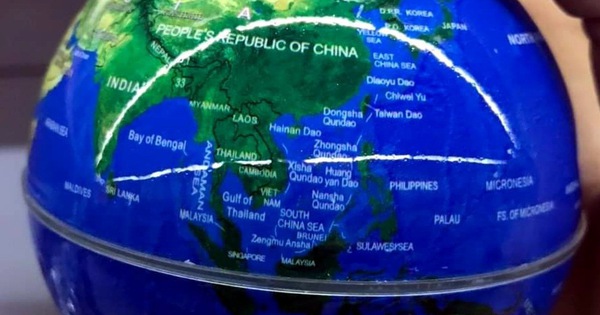 A
D.P.R. KOREA
R.D. KOREA
JAPAN
YELLOW
SEA
PEOPLE'S REPUBLIC OF CHINA
NEPAL
EAST
CHINA SEA
INDIA
33
Diaoyu Dao
Chiwei Yu
MYANMAR
LAOS
Dongsha
Qundao
Taiwan Dao
Hainan Dao
Bay of Bengal
Zhongsha
Qundao
THAILAND
CAMBODIA
Xisha
Qundao
Huang
yan Dao
ANDAMAN
SEA
PHILIPPINES
MICRONESIA
MALDIVES
SRI LANKA
VIET
NAM
Nansha
Qundao
Gulf of
Thailand
MALAYSIA
SOUTH
CHINA SEA
PALAU
FS. OF MICRONESIA
BRUNEI
Zengmu Ansha
SULAWESI SEA
SINGAPORE
MALAYSIA